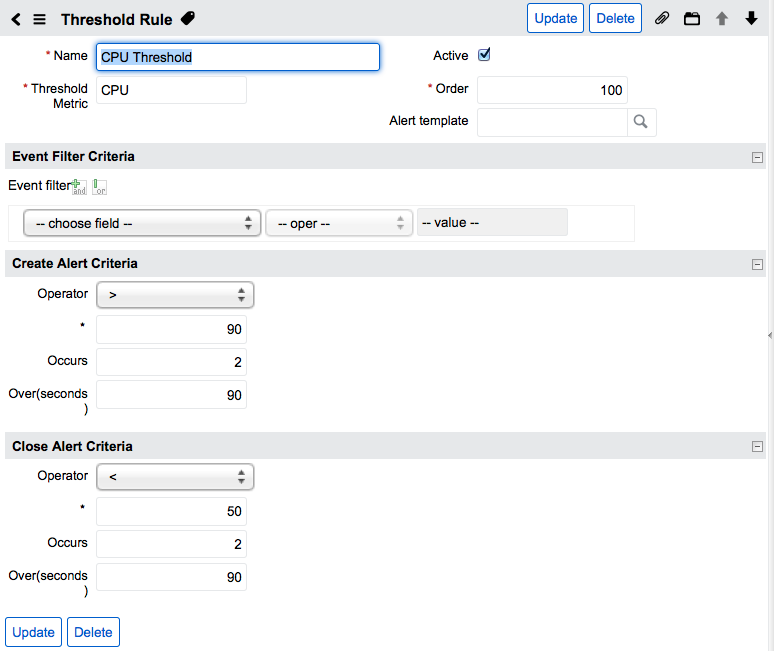 Threshold Rule
Update Delete
* Name CPU Threshold Active
* Threshold Metric CPU * Order 100
Alert template
Event Filter Criteria
Event filter and or
-- choose field -- -- oper -- -- value --
Create Alert Criteria
Operator >
* 90
Occurs 2
Over(seconds) 90
Close Alert Criteria
Operator <
* 50
Occurs 2
Over(seconds) 90
Update Delete